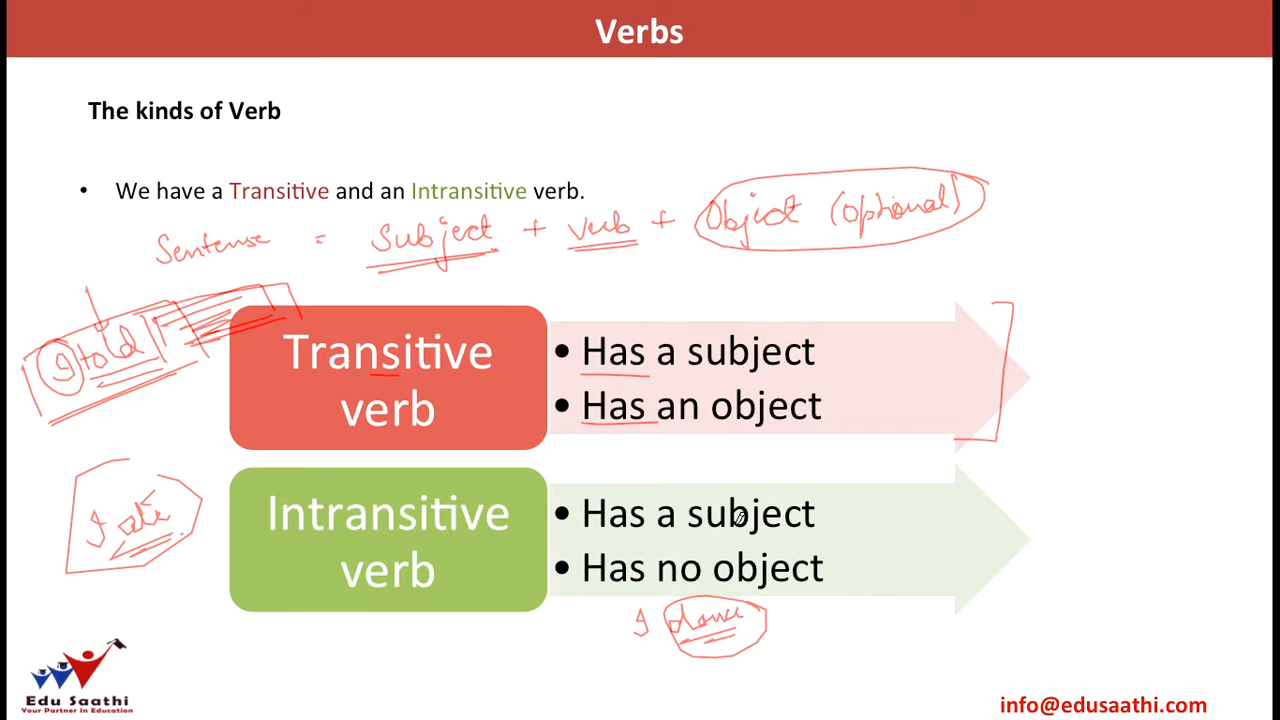 Verbs
The kinds of Verb
• We have a Transitive and an Intransitive verb.
Sentense = Subject + Verb + Object (optional)
I told
Transitive
verb
• Has a subject
• Has an object
I ate
Intransitive
verb
• Has a subject
• Has no object
I dance
Edu Saathi
Your Partner In Education
info@edusaathi.com